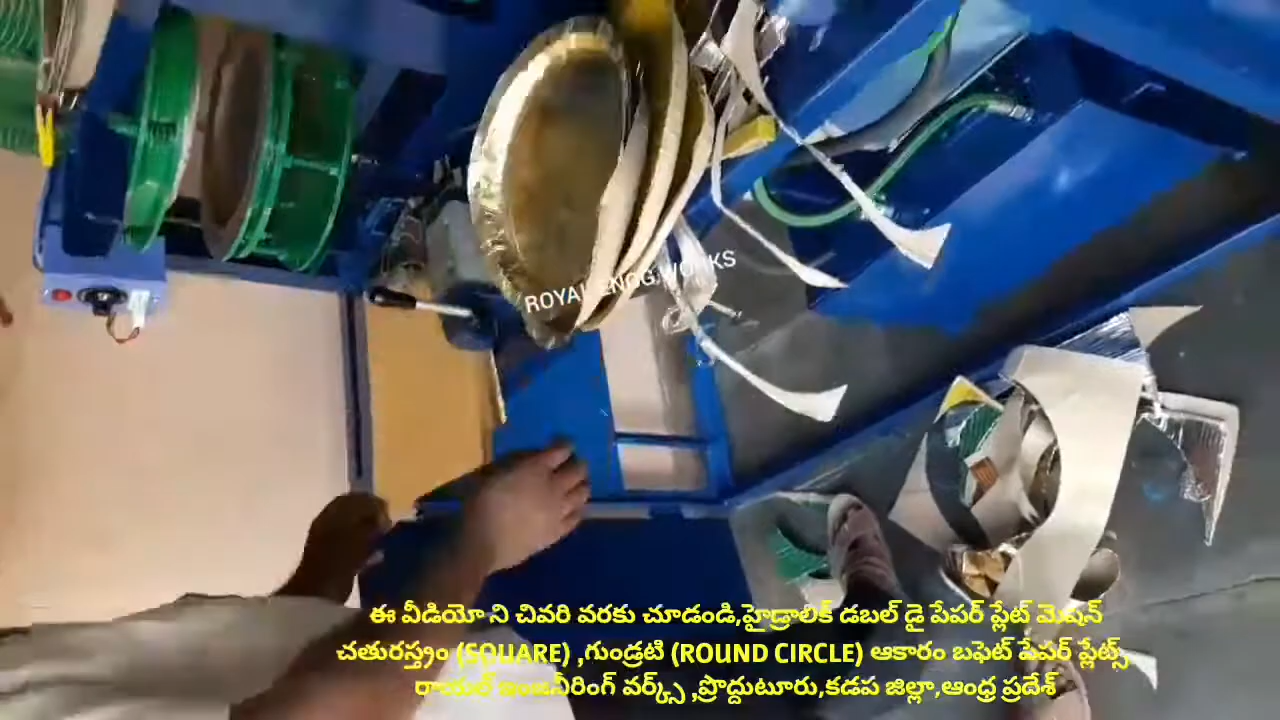 ROYAL ENGG.WORKS
ఈ వీడియో ని చివరి వరకు చూడండి,హైడ్రాలిక్ డబల్ డై పేపర్ ప్లేట్ మెషిన్
చతురస్త్రం (SQUARE) ,గుండ్రటి (ROUND CIRCLE) ఆకారం బఫెట్ పేపర్ ప్లేట్స్
రాయల్ ఇంజనీరింగ్ వర్క్స్ ,ప్రొద్దుటూరు,కడప జిల్లా,ఆంధ్ర ప్రదేశ్